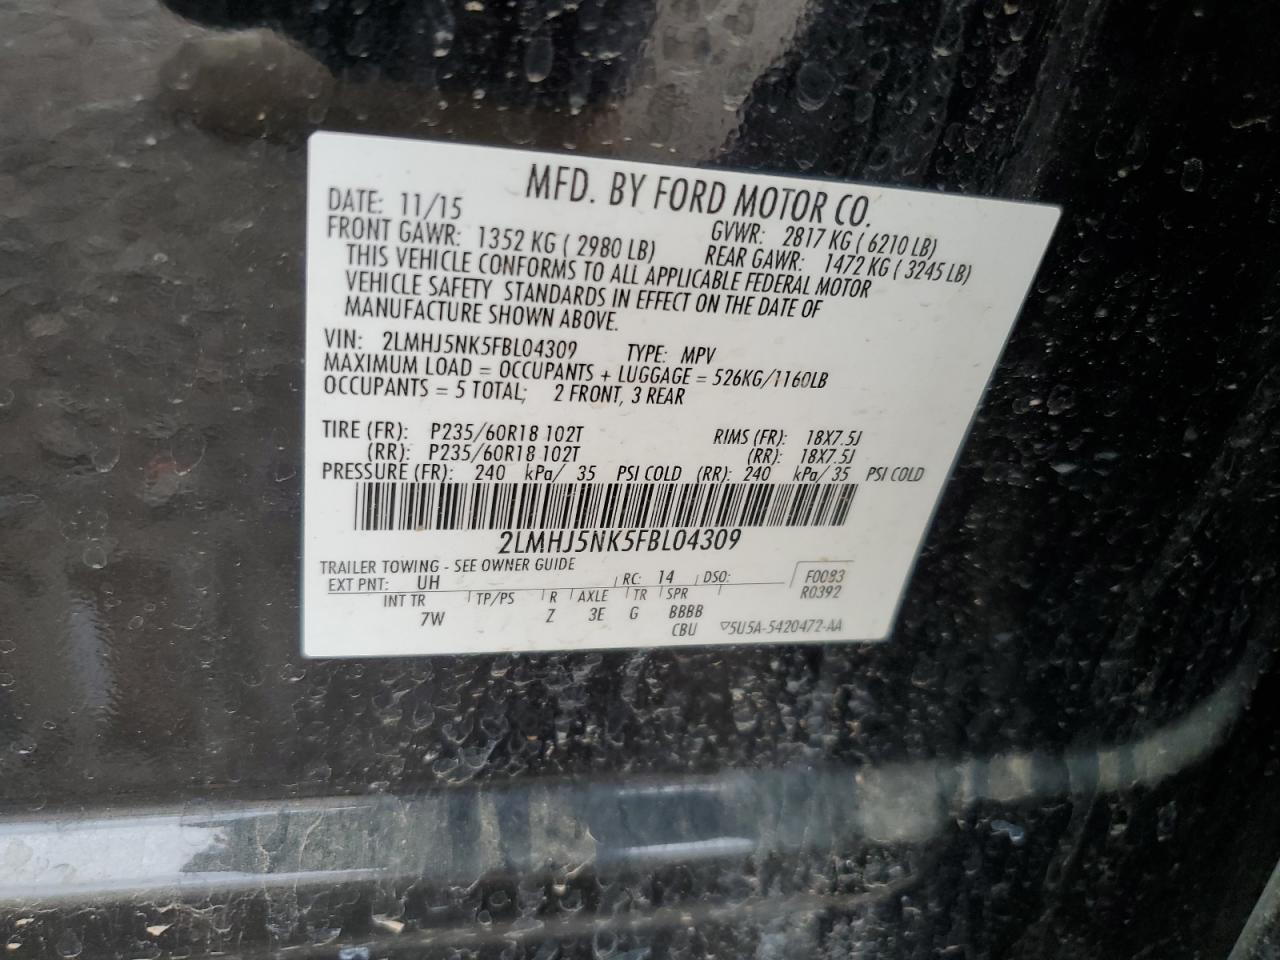 MFD. BY FORD MOTOR CO.
DATE: 11/15 GVWR: 2817 KG ( 6210 LB)
FRONT GAWR: 1352 KG ( 2980 LB) REAR GAWR: 1472 KG ( 3245 LB)
THIS VEHICLE CONFORMS TO ALL APPLICABLE FEDERAL MOTOR
VEHICLE SAFETY STANDARDS IN EFFECT ON THE DATE OF
MANUFACTURE SHOWN ABOVE.
VIN: 2LMHJ5NK5FBL04309 TYPE: MPV
MAXIMUM LOAD = OCCUPANTS + LUGGAGE = 526KG/1160LB
OCCUPANTS = 5 TOTAL; 2 FRONT, 3 REAR
TIRE (FR): P235/60R18 102T RIMS (FR): 18X7.5J
(RR): P235/60R18 102T (RR): 18X7.5J
PRESSURE (FR): 240 kPa/ 35 PSI COLD (RR): 240 kPa/ 35 PSI COLD
2LMHJ5NK5FBL04309
TRAILER TOWING - SEE OWNER GUIDE
EXT PNT: UH RC: 14 DSO: F0083
INT TR TP/PS R AXLE TR SPR R0392
7W Z 3E G BBBB
CBU ▽5U5A-5420472-AA